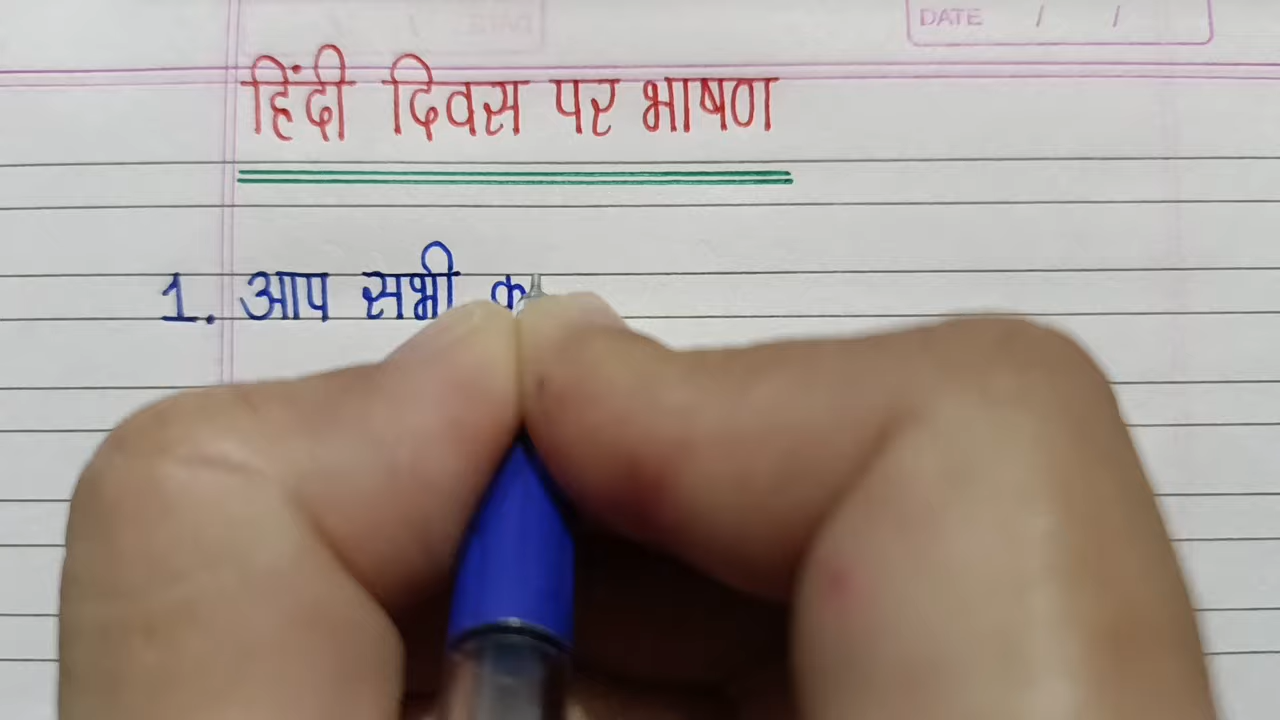 DATE / /
हिंदी दिवस पर भाषण
1. आप सभी